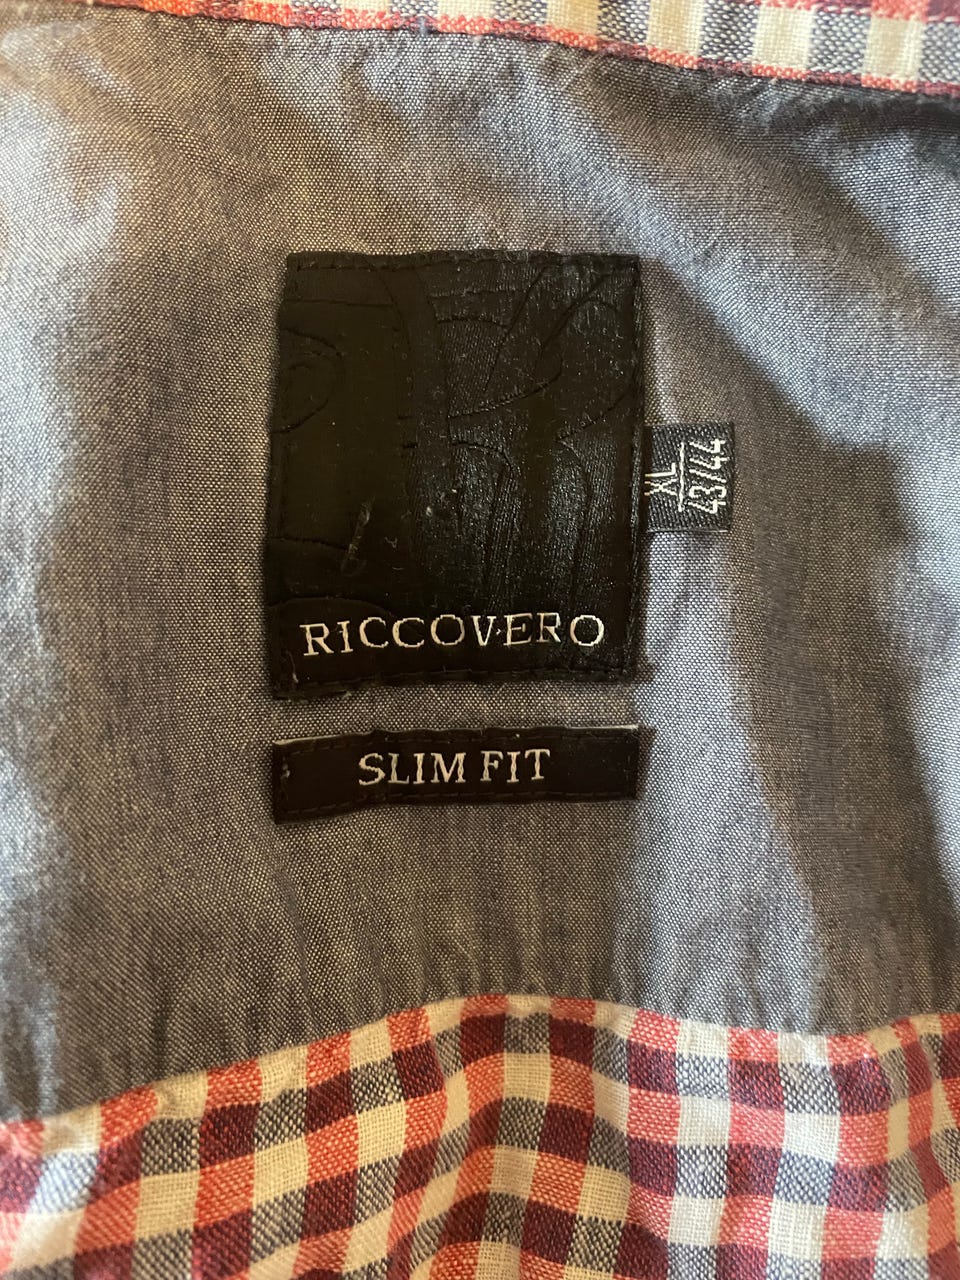 RICCOVERO
SLIM FIT
XL
43/44